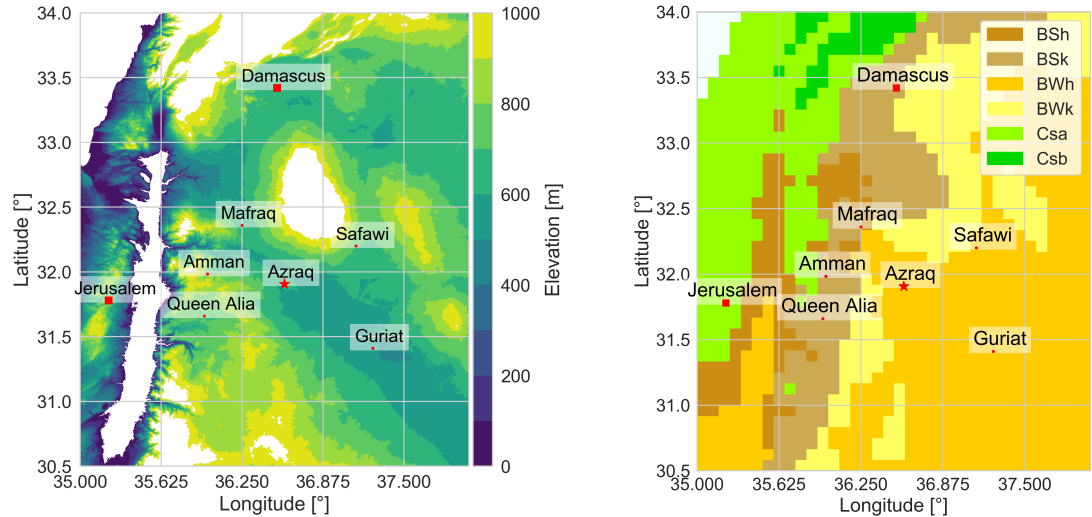 34.0
33.5
33.0
32.5
32.0
31.5
31.0
30.5
Latitude [°]
35.000
35.625
36.250
36.875
37.500
Longitude [°]
Damascus
Mafraq
Safawi
Amman
Azraq
Jerusalem
Queen Alia
Guriat
1000
800
600
400
200
0
Elevation [m]
34.0
33.5
33.0
32.5
32.0
31.5
31.0
30.5
Latitude [°]
35.000
35.625
36.250
36.875
37.500
Longitude [°]
Damascus
Mafraq
Safawi
Amman
Azraq
Jerusalem
Queen Alia
Guriat
BSh
BSk
BWh
BWk
Csa
Csb